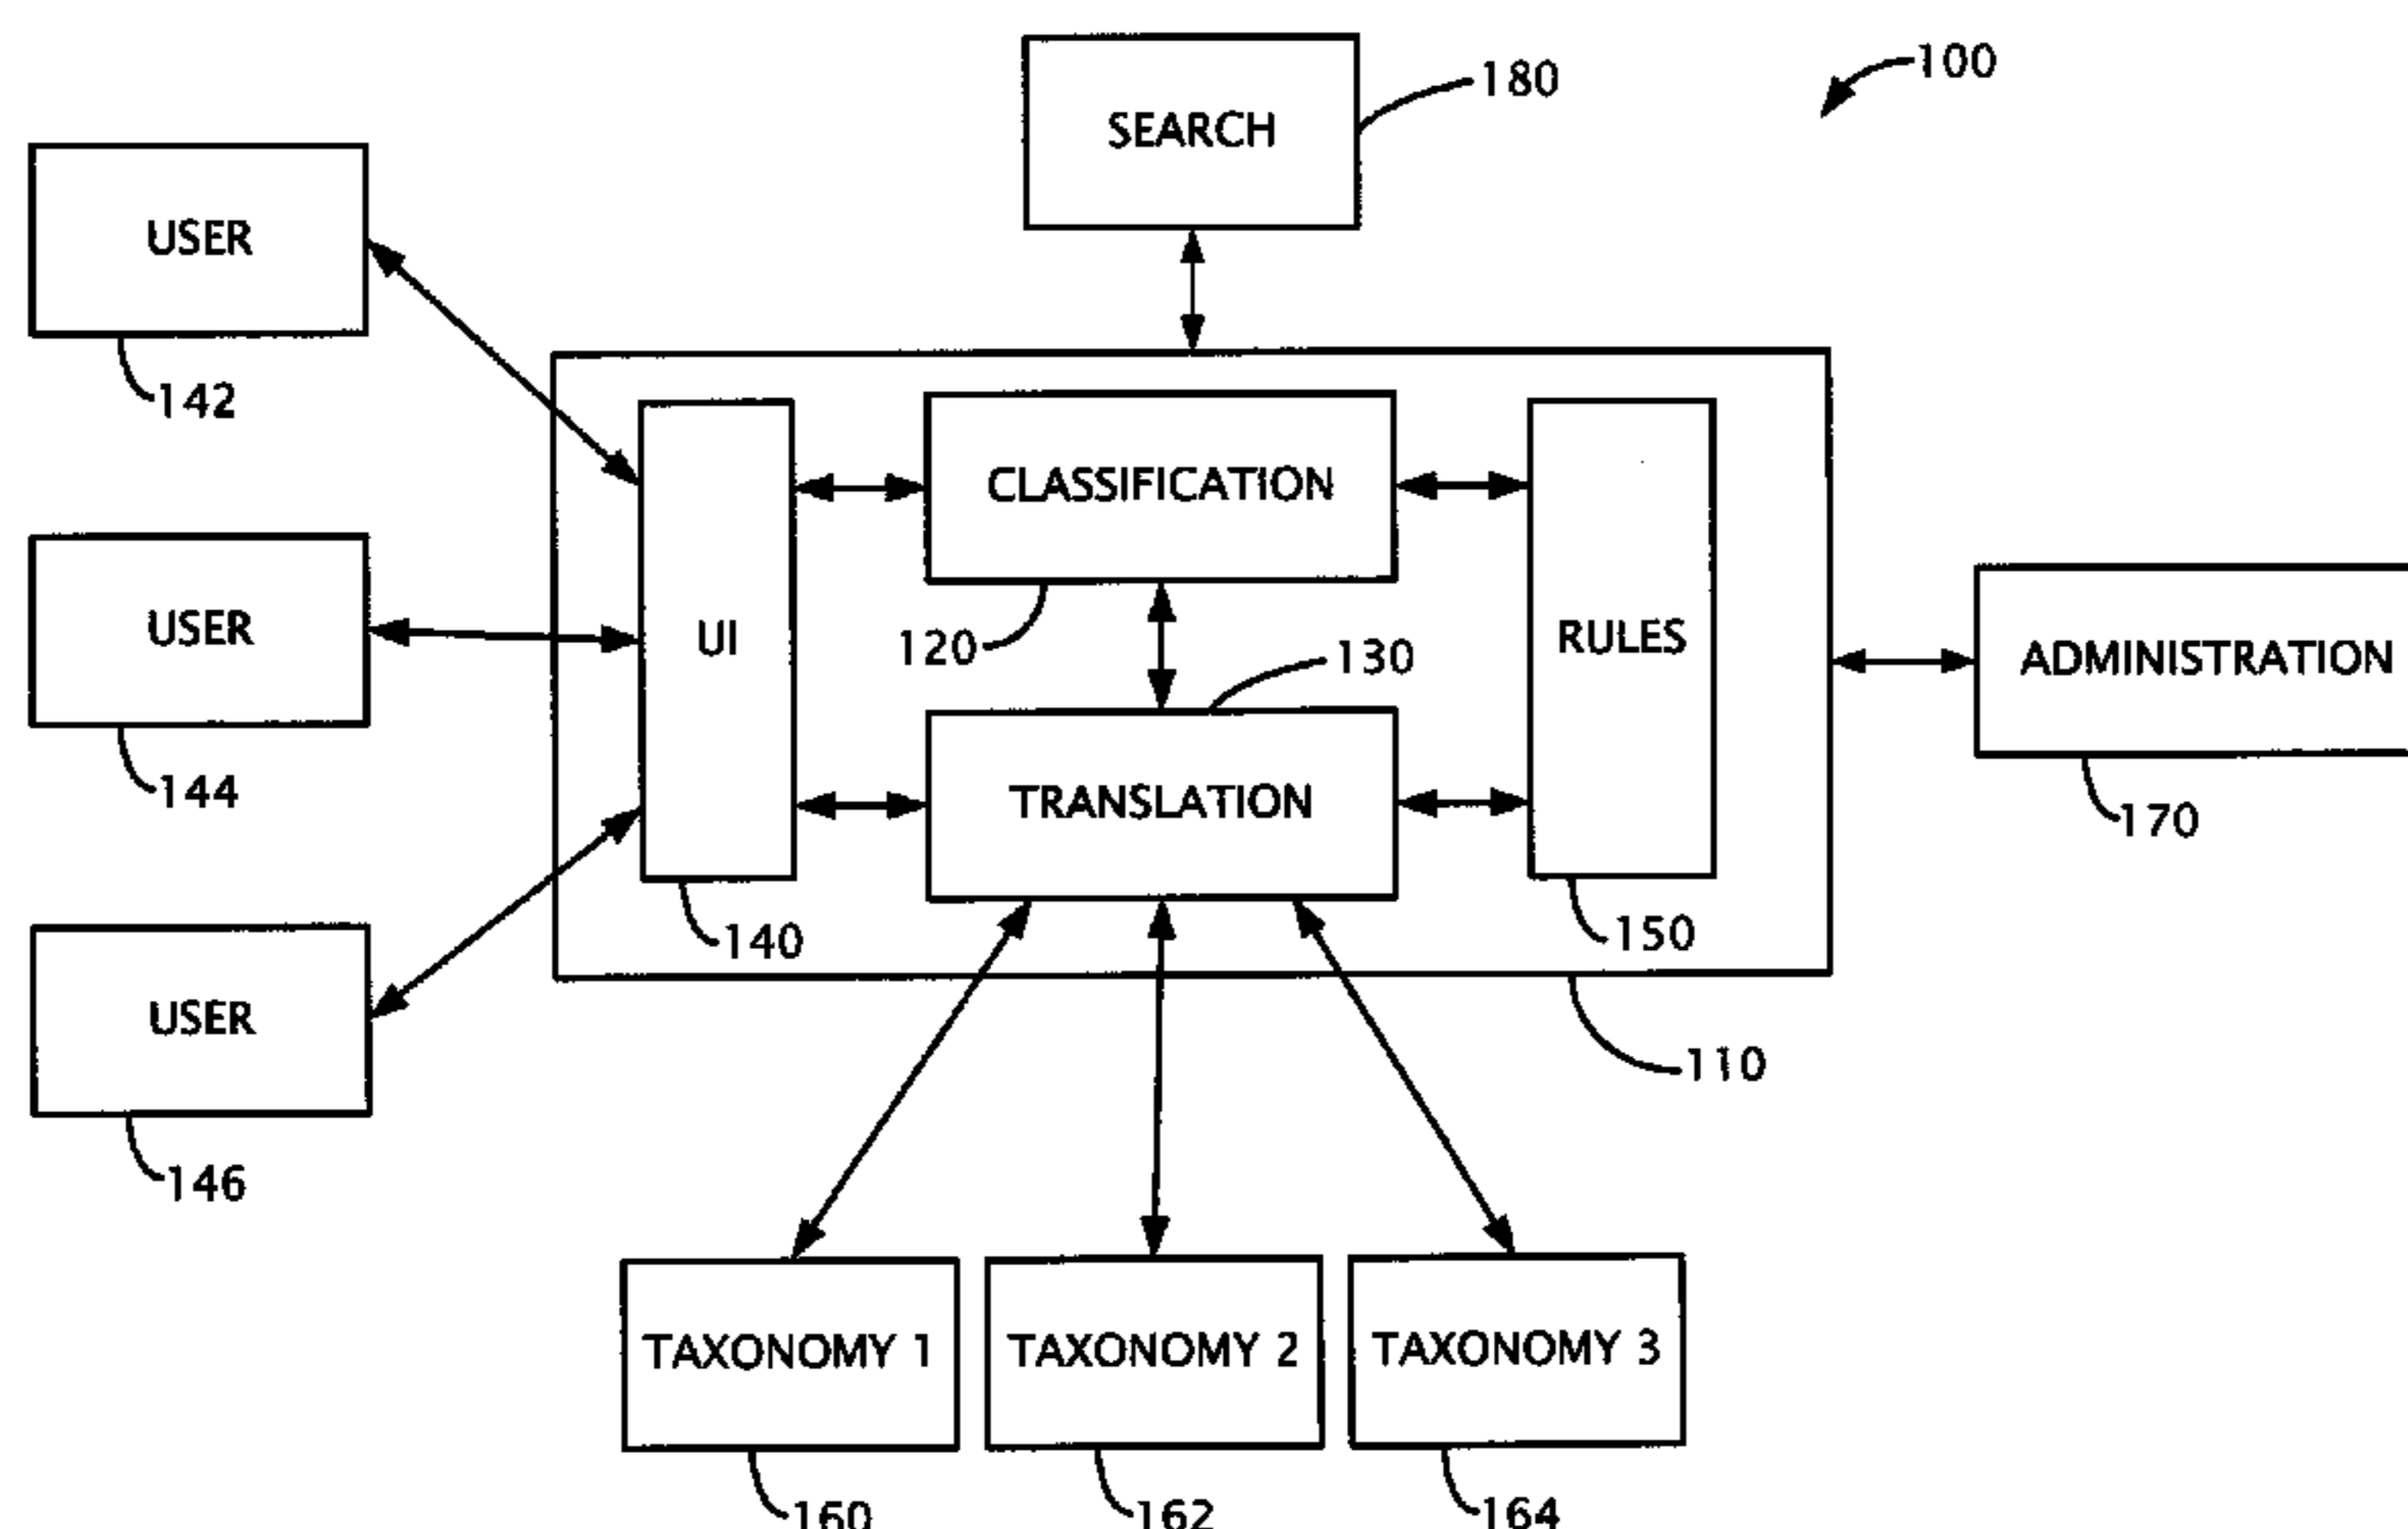 100
180
SEARCH
USER
142
CLASSIFICATION
USER
UI
120
130
RULES
ADMINISTRATION
144
TRANSLATION
170
140
150
USER
110
146
TAXONOMY 1
TAXONOMY 2
TAXONOMY 3
160
162
164